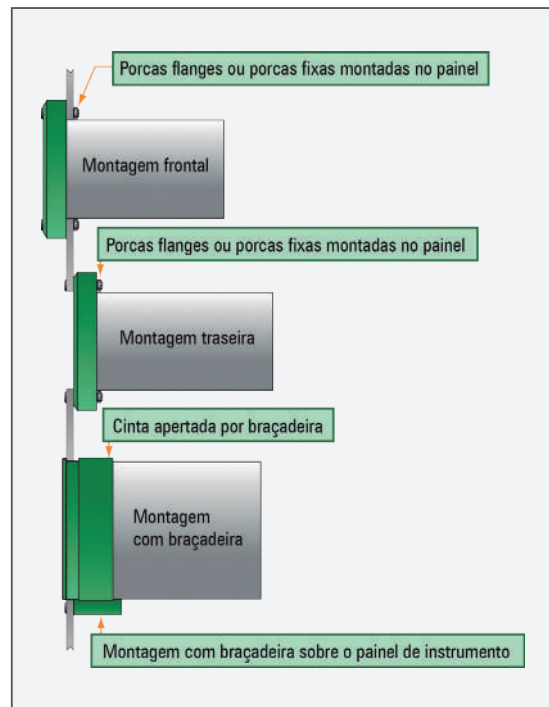 Porcas flanges ou porcas fixas montadas no painel
Montagem frontal
Porcas flanges ou porcas fixas montadas no painel
Montagem traseira
Cinta apertada por braçadeira
Montagem
com braçadeira
Montagem com braçadeira sobre o painel de instrumento